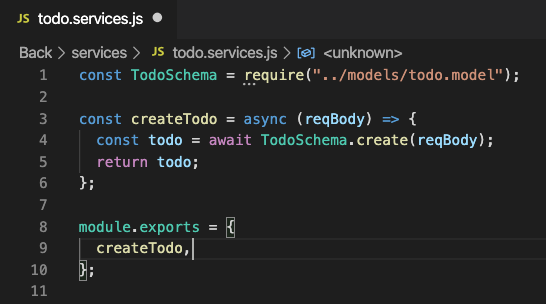 JS todo.services.js
Back > services > JS todo.services.js > <unknown>
1 const TodoSchema = require("../models/todo.model");
2
3 const createTodo = async (reqBody) => {
4 const todo = await TodoSchema.create(reqBody);
5 return todo;
6 };
7
8 module.exports = {
9 createTodo,
10 };
11